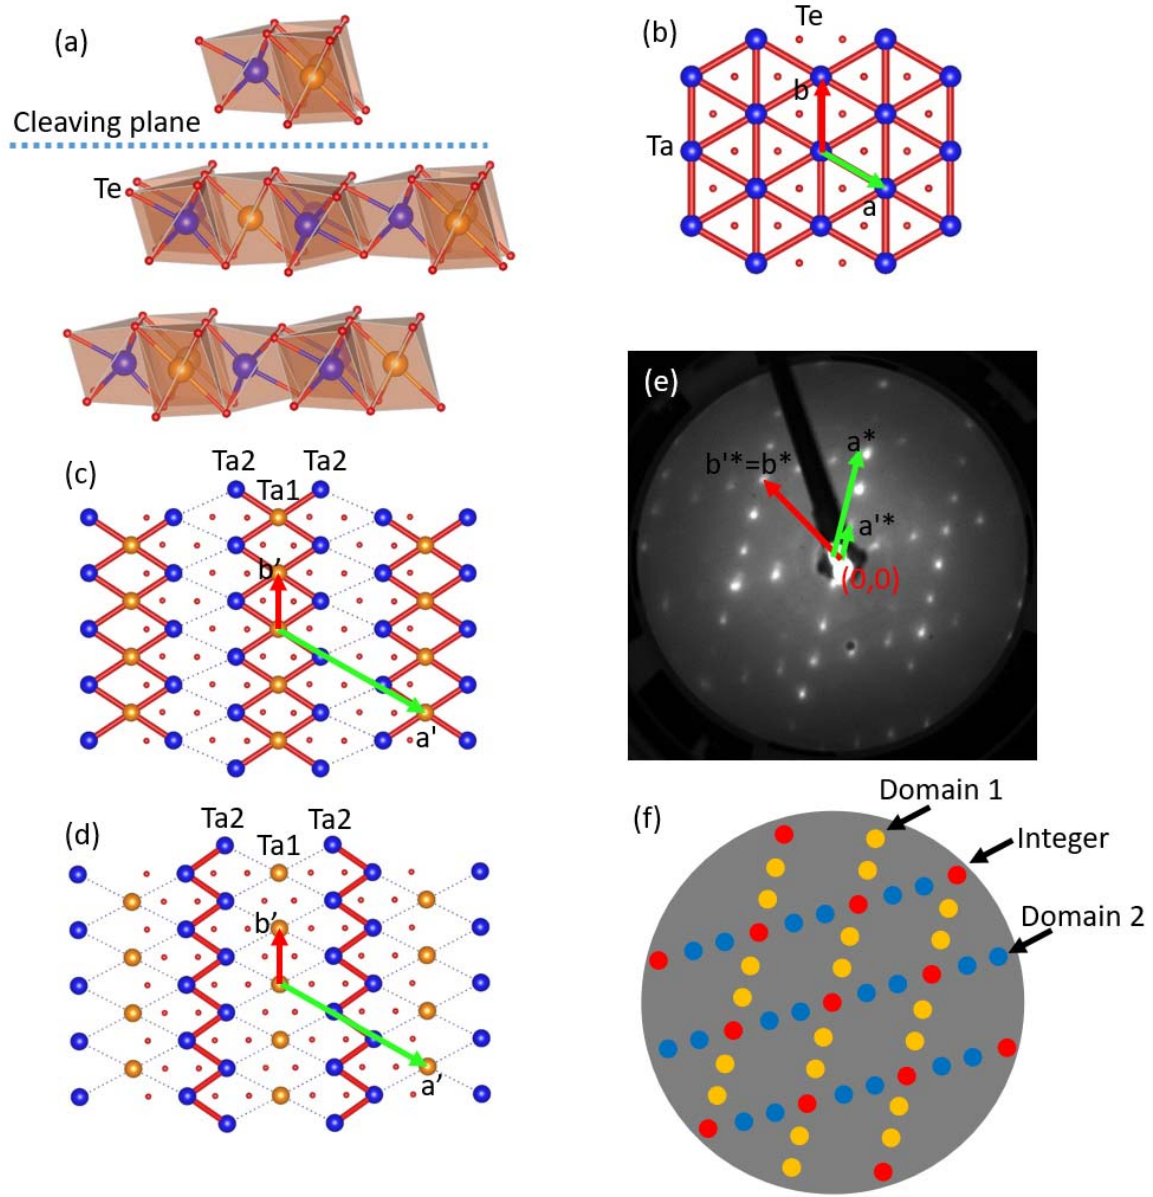 (a)
Cleaving plane
Te
(b)
Te
b
Ta
a
(c)
Ta2
Ta2
Ta1
b'
a'
(d)
Ta2
Ta2
Ta1
b’
a’
(e)
a*
b'*=b*
a'*
(0,0)
(f)
Domain 1
Integer
Domain 2